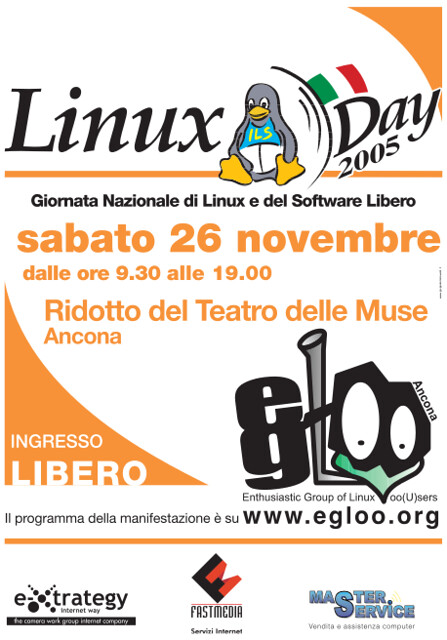 Linux Day
2005
ILS
Giornata Nazionale di Linux e del Software Libero
sabato 26 novembre
dalle ore 9.30 alle 19.00
Ridotto del Teatro delle Muse
Ancona
egloo
Ancona
INGRESSO
LIBERO
Enthusiastic Group of Linux oo(U)sers
Il programma della manifestazione è su www.egloo.org
extrategy
Internet way
the camera work group internet company
FASTMEDIA
Servizi Internet
MASTER SERVICE
Vendita e assistenza computer